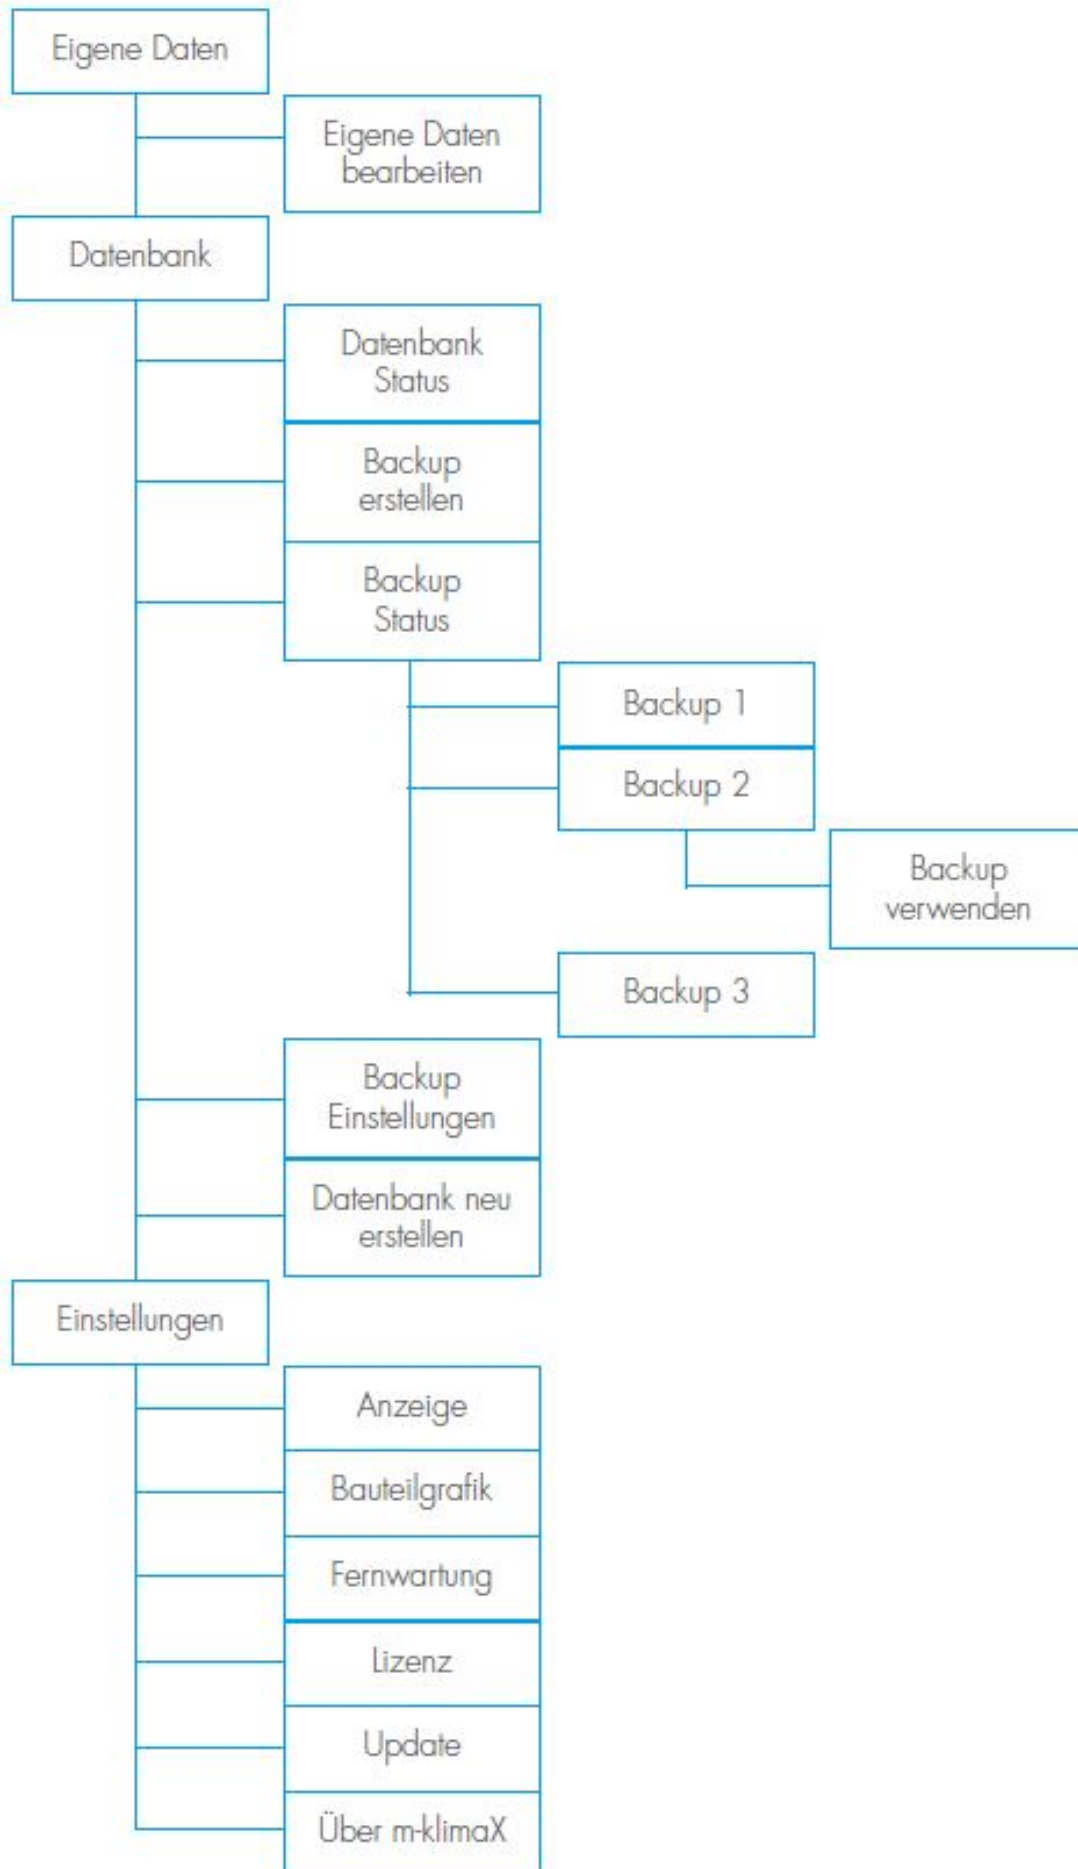 Eigene Daten
Eigene Daten
bearbeiten
Datenbank
Datenbank
Status
Backup
erstellen
Backup
Status
Backup 1
Backup 2
Backup
verwenden
Backup 3
Backup
Einstellungen
Datenbank neu
erstellen
Einstellungen
Anzeige
Bauteilgrafik
Fernwartung
Lizenz
Update
Über m-klimaX